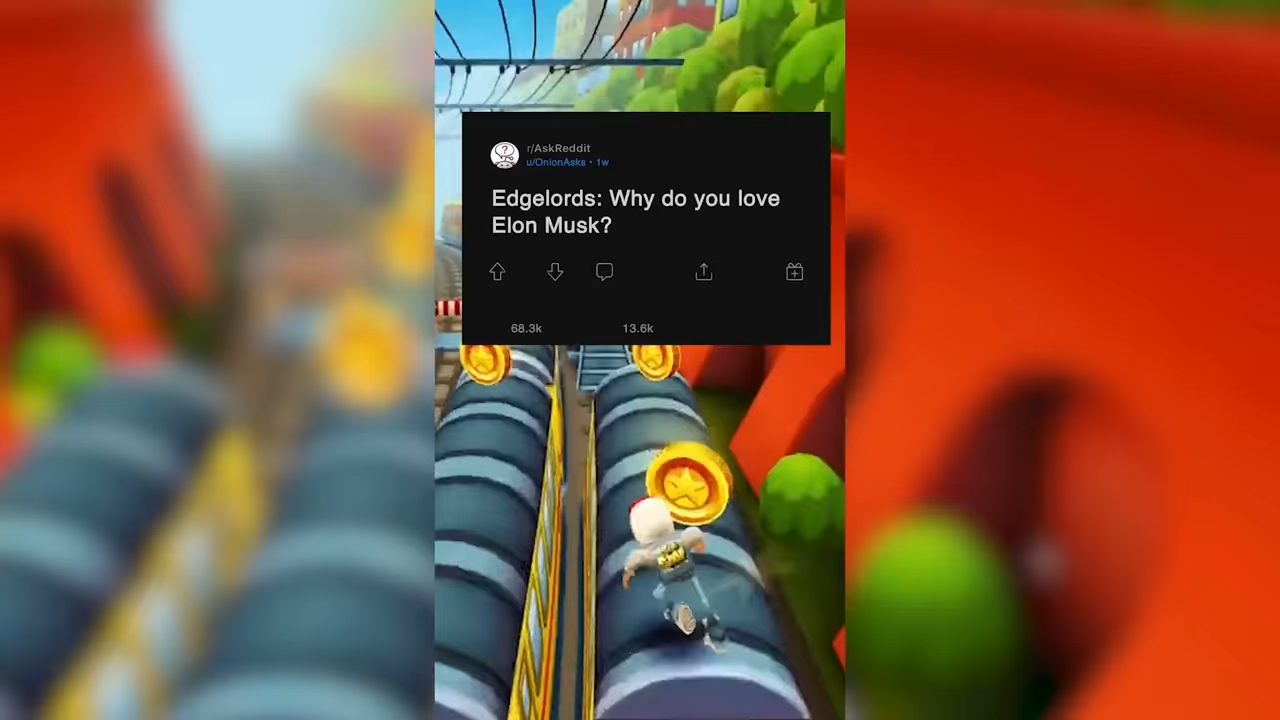 r/AskReddit
u/OnionAsks • 1w
Edgelords: Why do you love
Elon Musk?
68.3k 13.6k